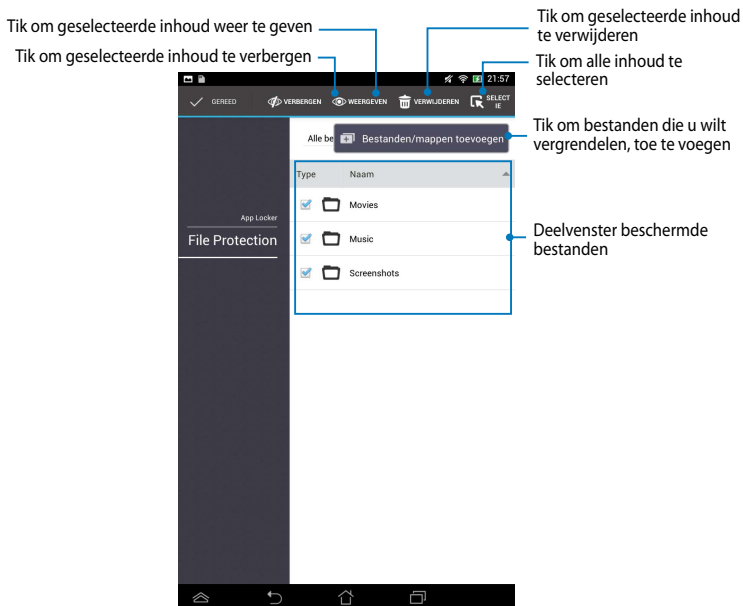 Tik om geselecteerde inhoud weer te geven
Tik om geselecteerde inhoud te verbergen
Tik om geselecteerde inhoud
te verwijderen
Tik om alle inhoud te
selecteren
21:57
GEREED
VERBERGEN
WEERGEVEN
VERWIJDEREN
SELECT
IE
Alle be
Bestanden/mappen toevoegen
Tik om bestanden die u wilt
vergrendelen, toe te voegen
Type Naam
Movies
App Locker
File Protection
Music
Screenshots
Deelvenster beschermde
bestanden